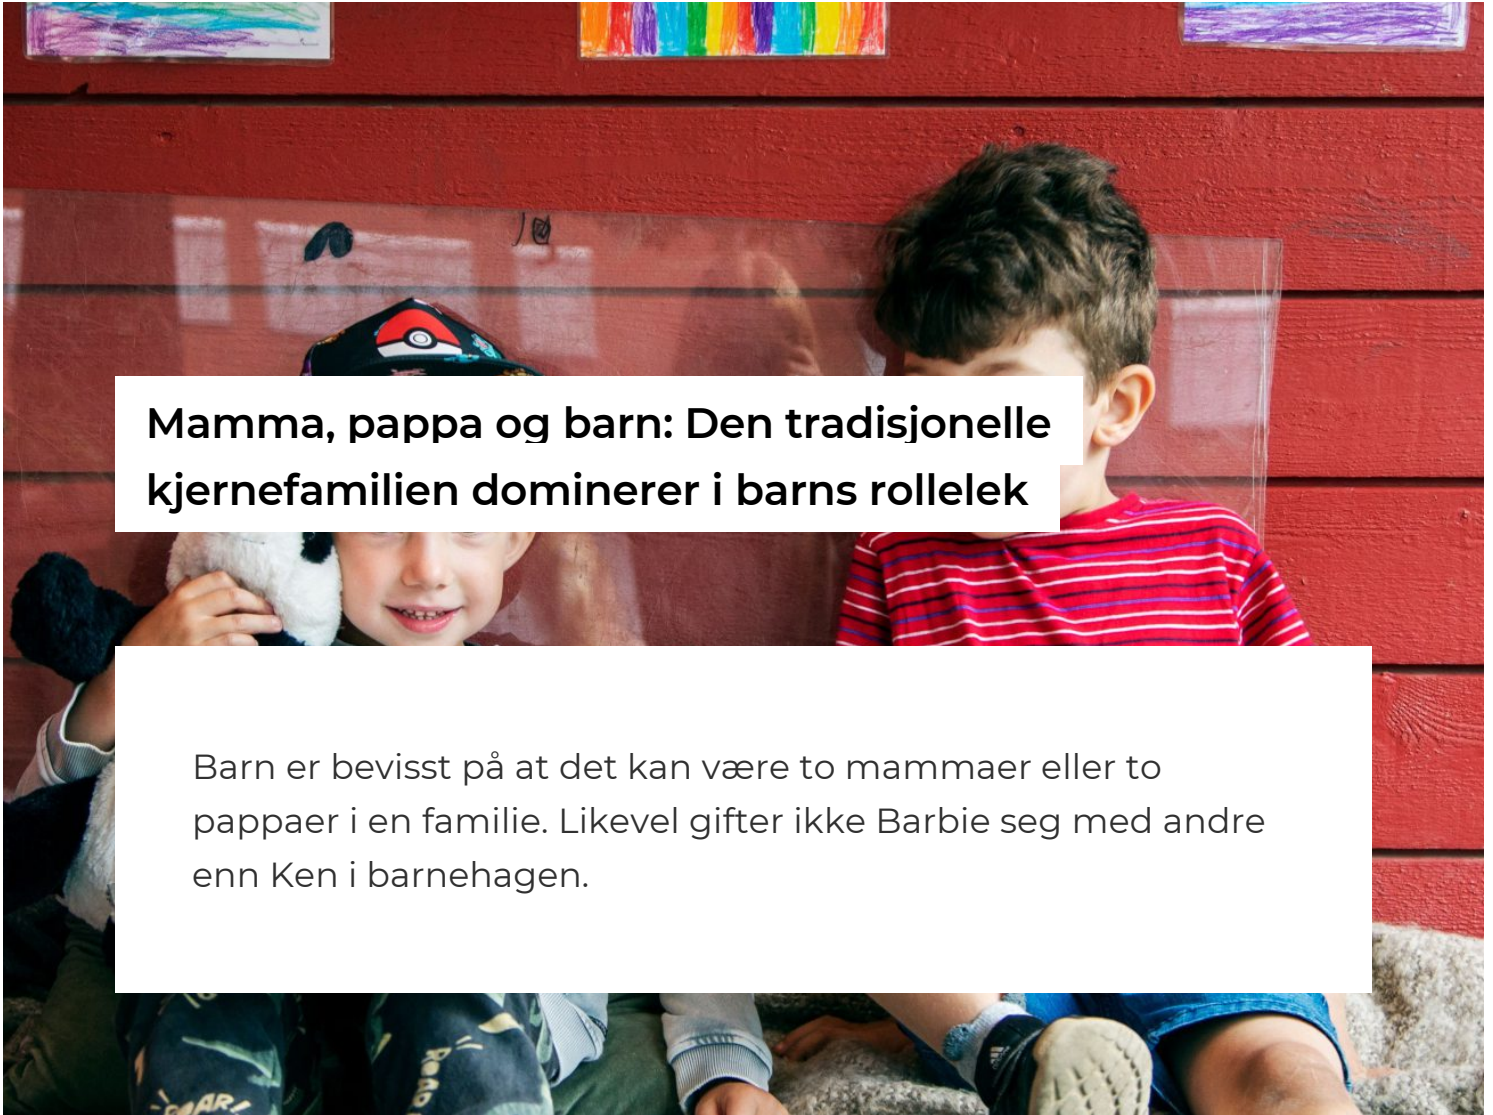 Mamma, pappa og barn: Den tradisjonelle
kjernefamilien dominerer i barns rollelek
Barn er bevisst på at det kan være to mammaer eller to
pappaer i en familie. Likevel gifter ikke Barbie seg med andre
enn Ken i barnehagen.
ROAR!